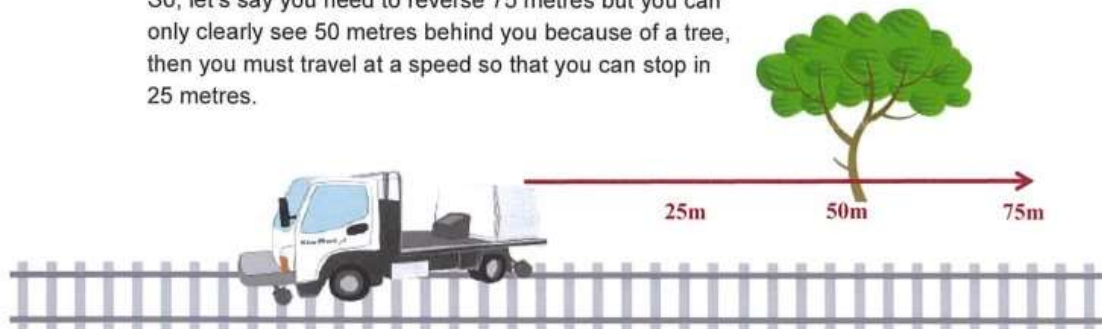 So, let's say you need to reverse 75 metres but you can
only clearly see 50 metres behind you because of a tree,
then you must travel at a speed so that you can stop in
25 metres.
25m 50m 75m